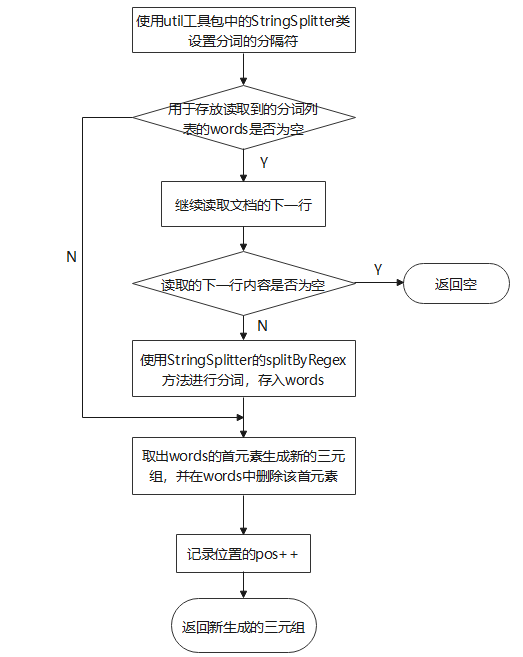 使用util工具包中的StringSplitter类
设置分词的分隔符
用于存放读取到的分词列
表的words是否为空
Y
继续读取文档的下一行
N
读取的下一行内容是否为空
Y
返回空
N
使用StringSplitter的splitByRegex
方法进行分词，存入words
取出words的首元素生成新的三元
组，并在words中删除该首元素
记录位置的pos++
返回新生成的三元组